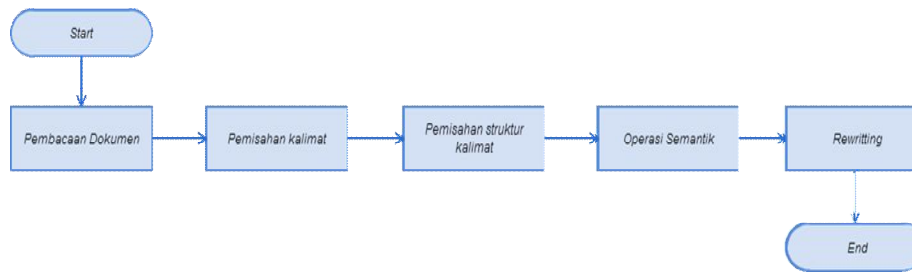 Start
Pembacaan Dokumen
Pemisahan kalimat
Pemisahan struktur
kalimat
Operasi Semantik
Rewritting
End